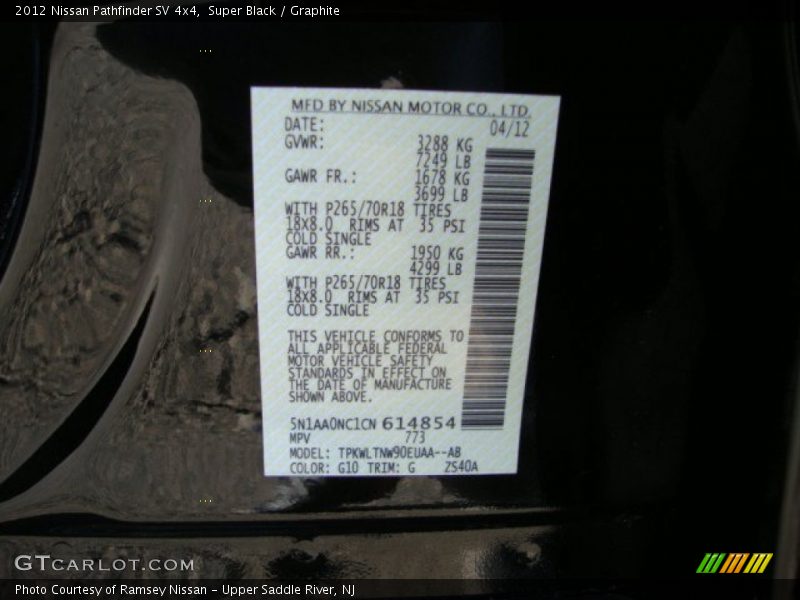 2012 Nissan Pathfinder SV 4x4, Super Black / Graphite
MFD BY NISSAN MOTOR CO., LTD.
DATE: 04/12
GVWR: 3288 KG
7249 LB
GAWR FR.: 1678 KG
3699 LB
WITH P265/70R18 TIRES
18X8.0 RIMS AT 35 PSI
COLD SINGLE
GAWR RR.: 1950 KG
4299 LB
WITH P265/70R18 TIRES
18X8.0 RIMS AT 35 PSI
COLD SINGLE
THIS VEHICLE CONFORMS TO
ALL APPLICABLE FEDERAL
MOTOR VEHICLE SAFETY
STANDARDS IN EFFECT ON
THE DATE OF MANUFACTURE
SHOWN ABOVE.
5N1AA0NC1CN 614854
MPV 773
MODEL: TPKWLTNW90EUAA--AB
COLOR: G10 TRIM: G ZS40A
GTCARLOT.COM
Photo Courtesy of Ramsey Nissan - Upper Saddle River, NJ